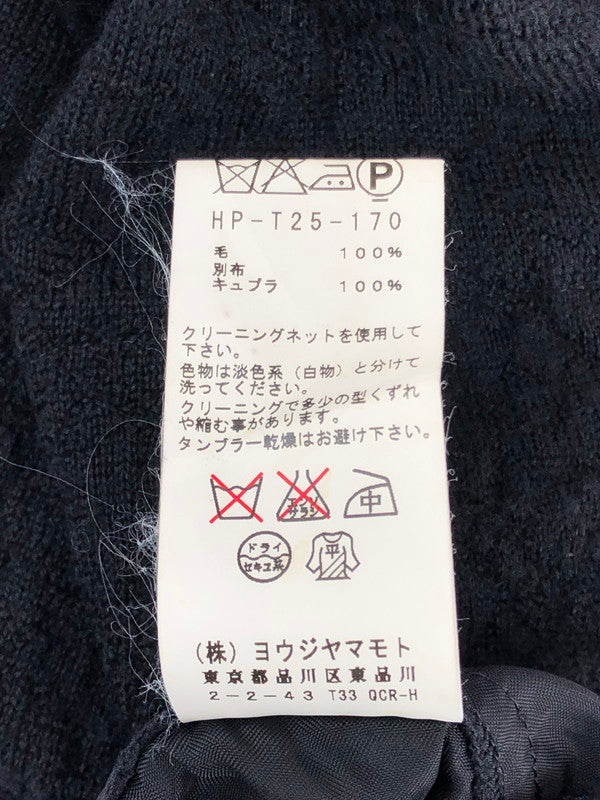 P
HP-T25-170
毛 100%
別布
キュプラ 100%
クリーニングネットを使用して
下さい。
色物は淡色系（白物）と分けて
洗ってください。
クリーニングで多少の型くずれ
や縮む事があります。
タンブラー乾燥はお避け下さい。
エンソ
サラシ
中
ドライ
セキユ系
平
（株）ヨウジヤマモト
東京都品川区東品川
2-2-43 T33 QCR-H